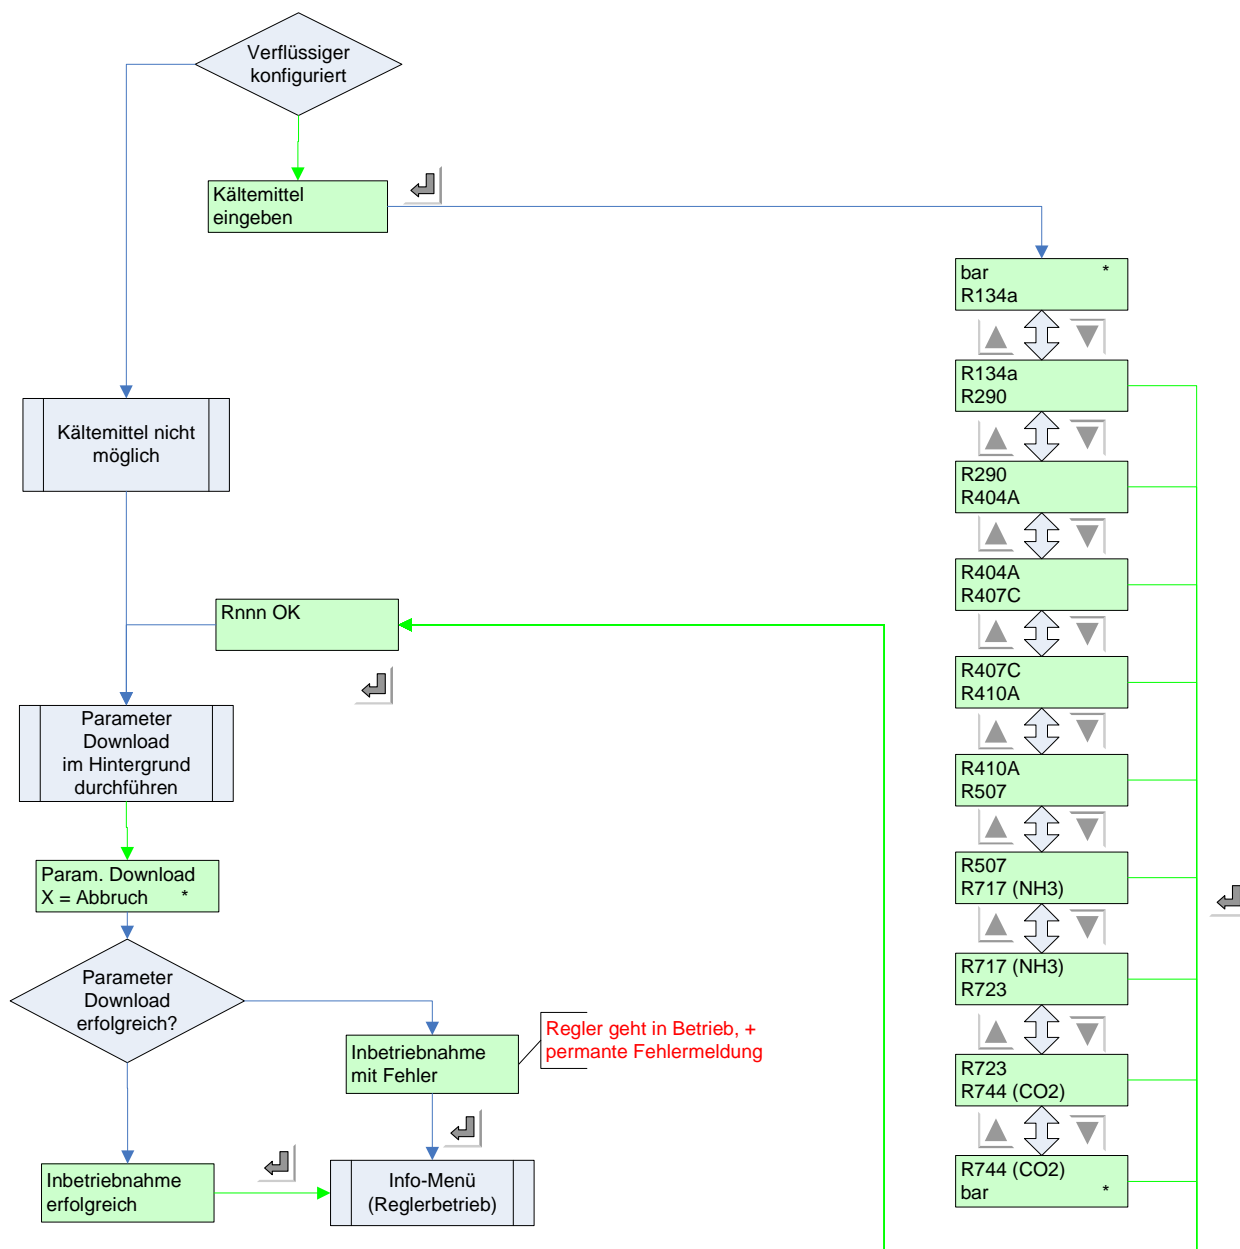 Verflüssiger
konfiguriert
Kältemittel
eingeben
bar *
R134a
R134a
R290
R290
R404A
R404A
R407C
R407C
R410A
R410A
R507
R507
R717 (NH3)
R717 (NH3)
R723
R723
R744 (CO2)
R744 (CO2)
bar *
Kältemittel nicht
möglich
Rnnn OK
Parameter
Download
im Hintergrund
durchführen
Param. Download
X = Abbruch *
Parameter
Download
erfolgreich?
Inbetriebnahme
mit Fehler
Regler geht in Betrieb, +
permante Fehlermeldung
Inbetriebnahme
erfolgreich
Info-Menü
(Reglerbetrieb)